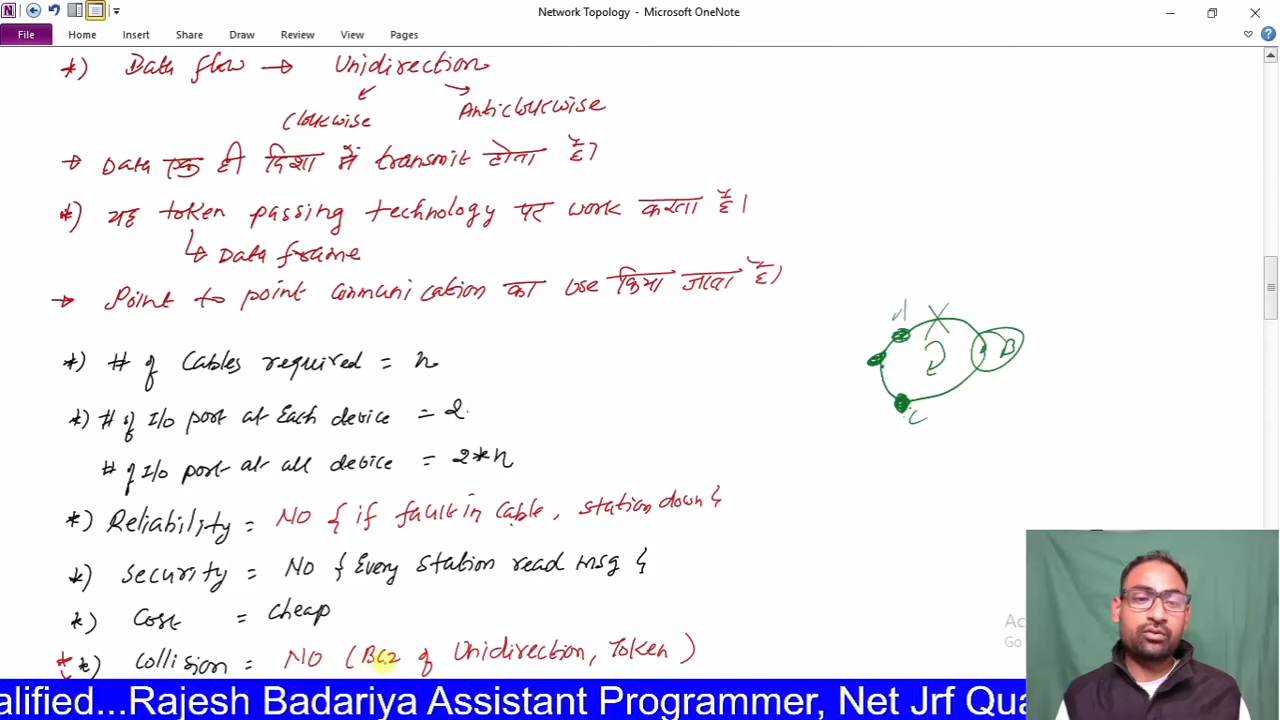 Network Topology - Microsoft OneNote
File Home Insert Share Draw Review View Pages
*) Data flow → Unidirection
Clockwise Anticlockwise
→ Data एक ही दिशा में transmit होता है।
*) यह token passing technology पर work करता है।
↳ Data frame
→ Point to point communication का use किया जाता है।
*) # of Cables required = n
*) # of I/o port at Each device = 2.
# of I/o port at all device = 2*n
*) Reliability = NO { if fault in cable, station down }
*) Security = NO { Every station read msg }
*) Cost = cheap
*) Collision = NO (BCZ of Unidirection, Token )
A
B
C
Ac
Go
alified...Rajesh Badariya Assistant Programmer, Net Jrf Qua